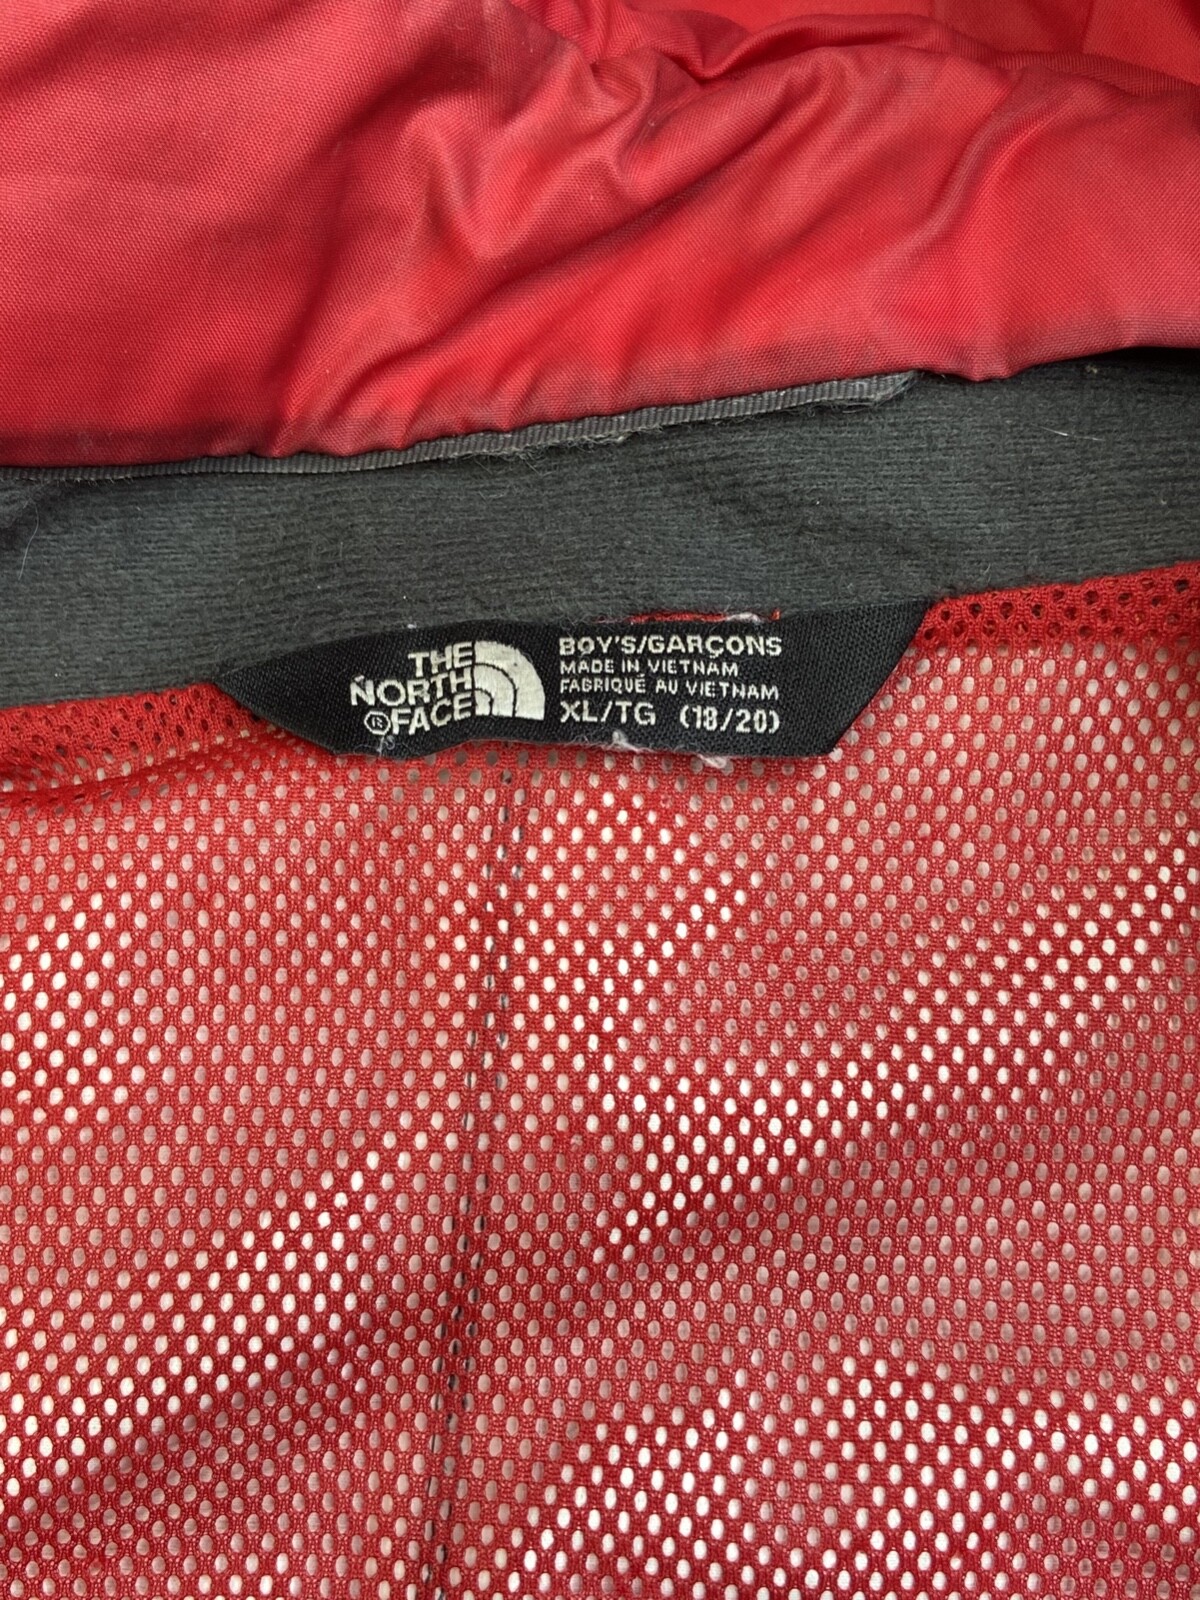 THE
NORTH
®FACE
BOY'S/GARÇONS
MADE IN VIETNAM
FABRIQUÉ AU VIETNAM
XL/TG (18/20)